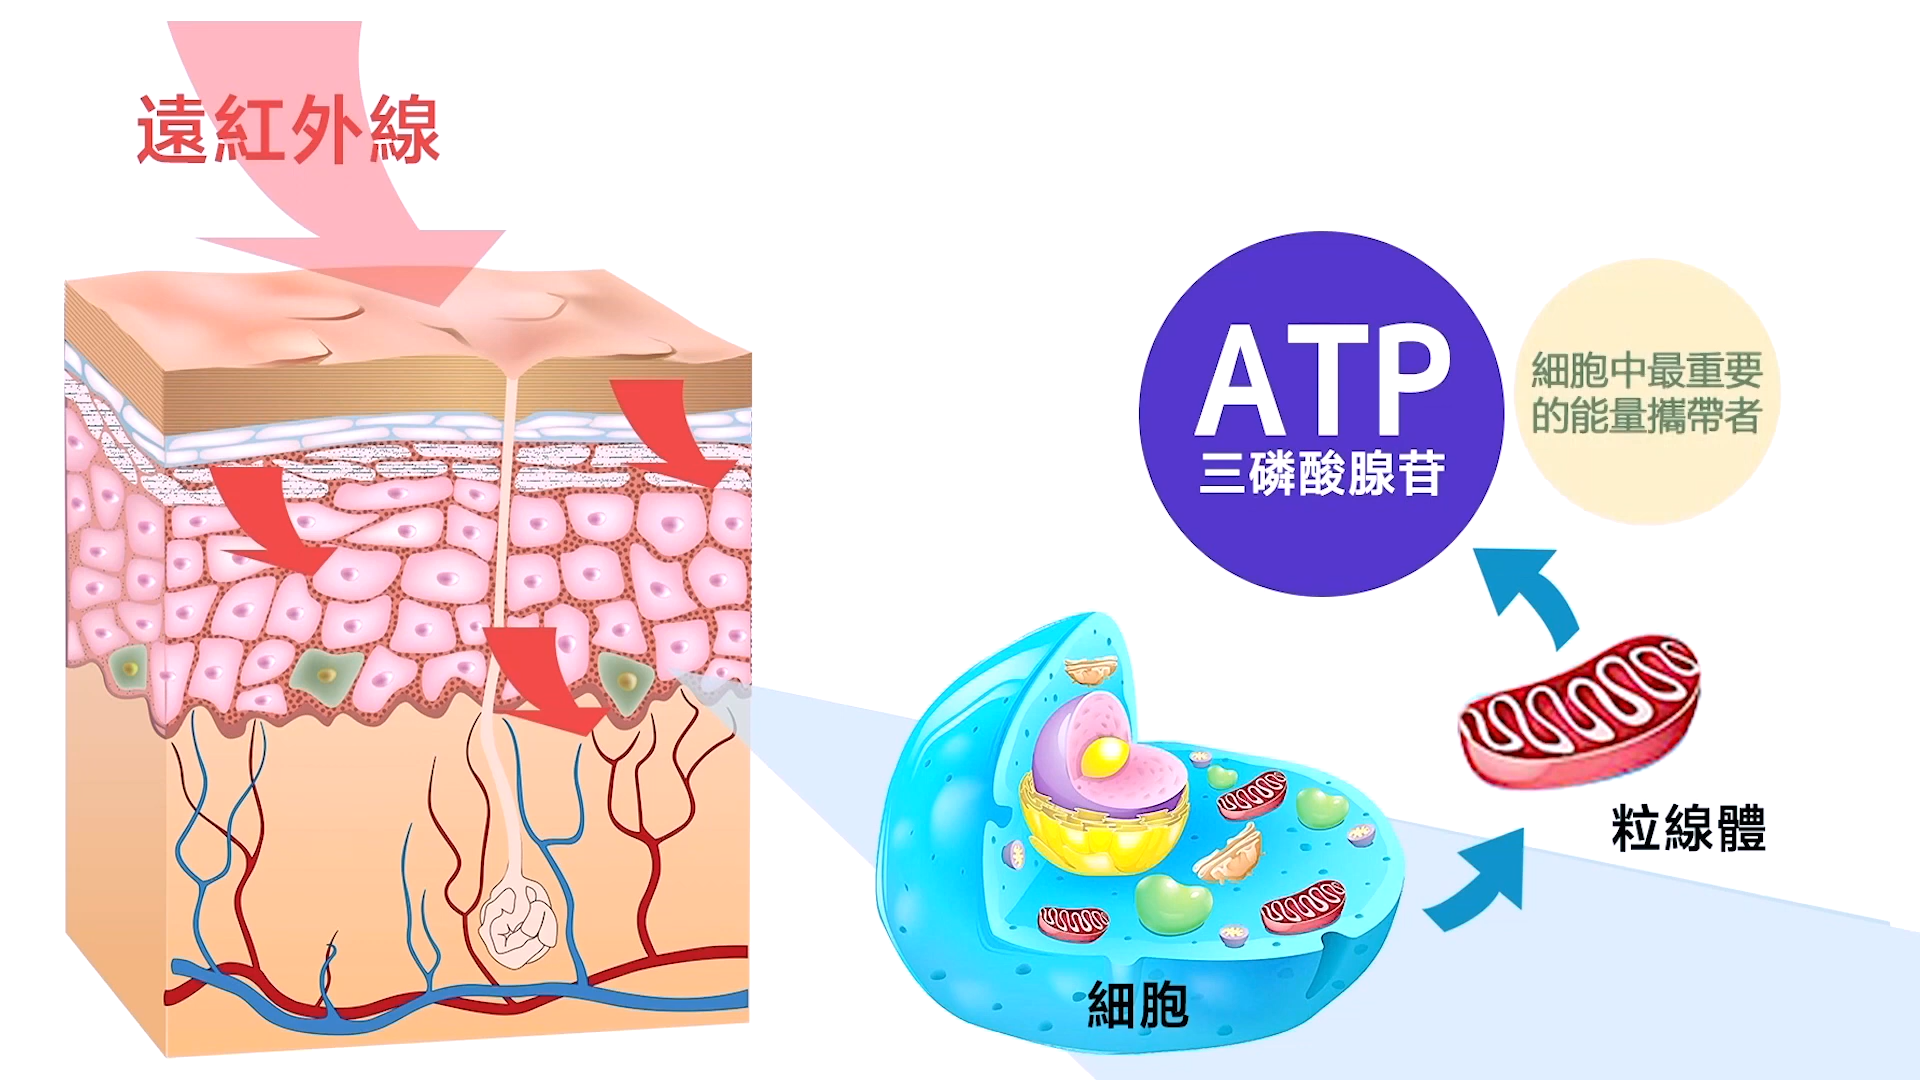 遠紅外線
ATP
三磷酸腺苷
細胞中最重要
的能量攜帶者
粒線體
細胞